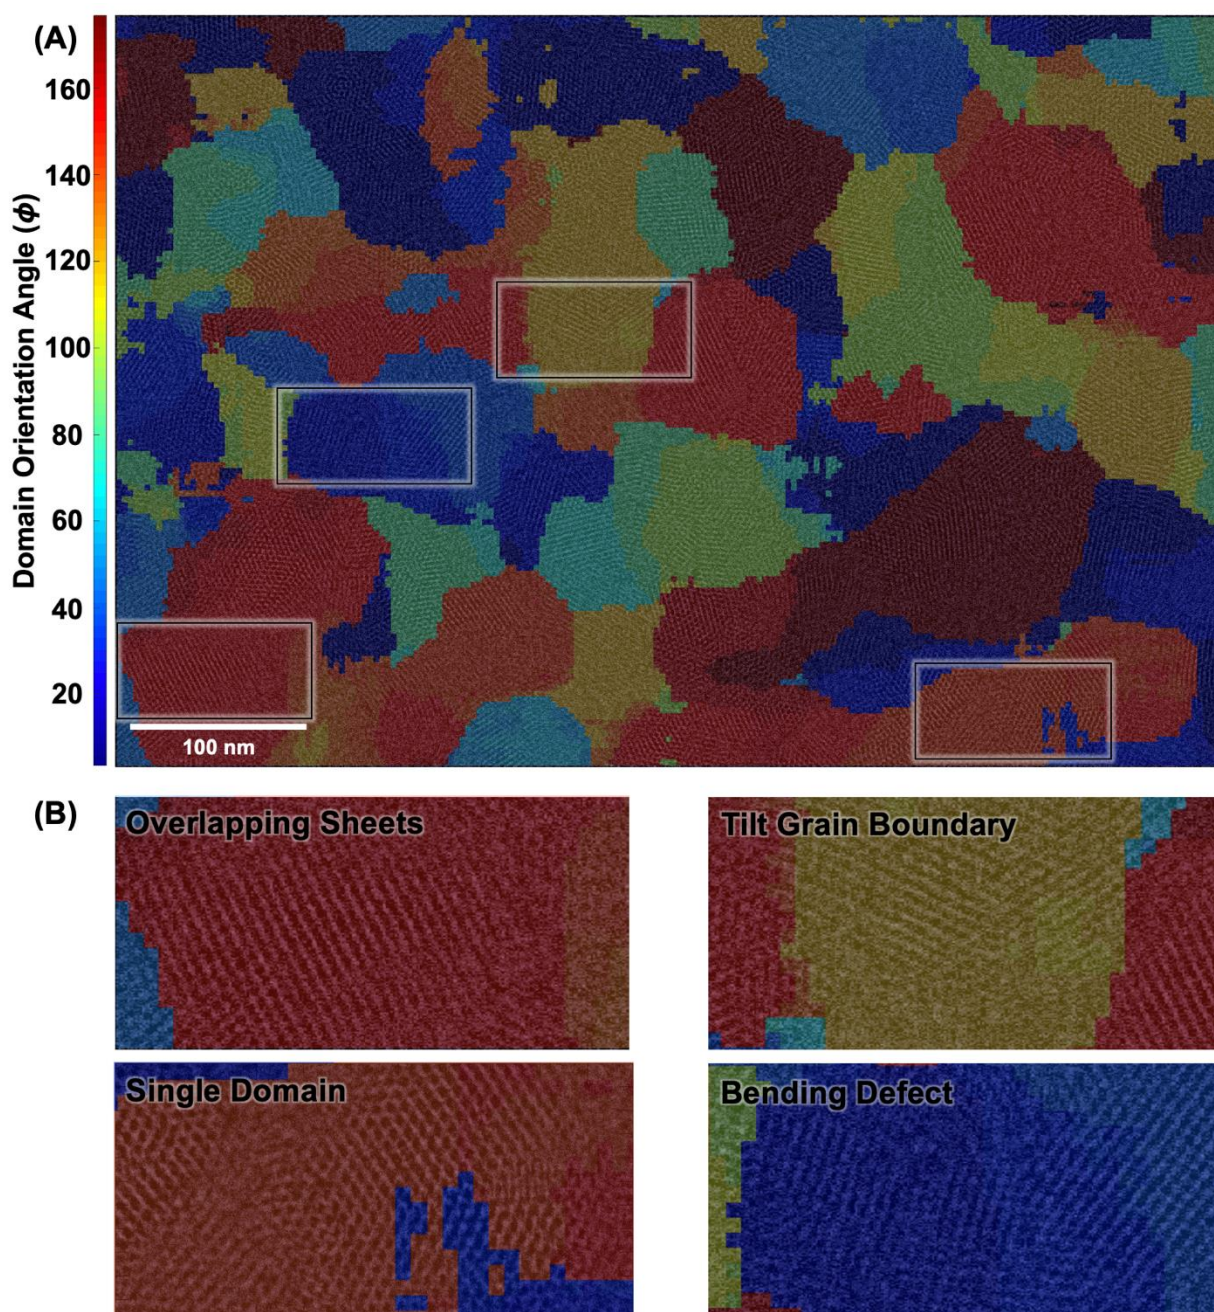 (A)
160
140
120
100
80
60
40
20
Domain Orientation Angle (ϕ)
100 nm
(B)
Overlapping Sheets
Tilt Grain Boundary
Single Domain
Bending Defect